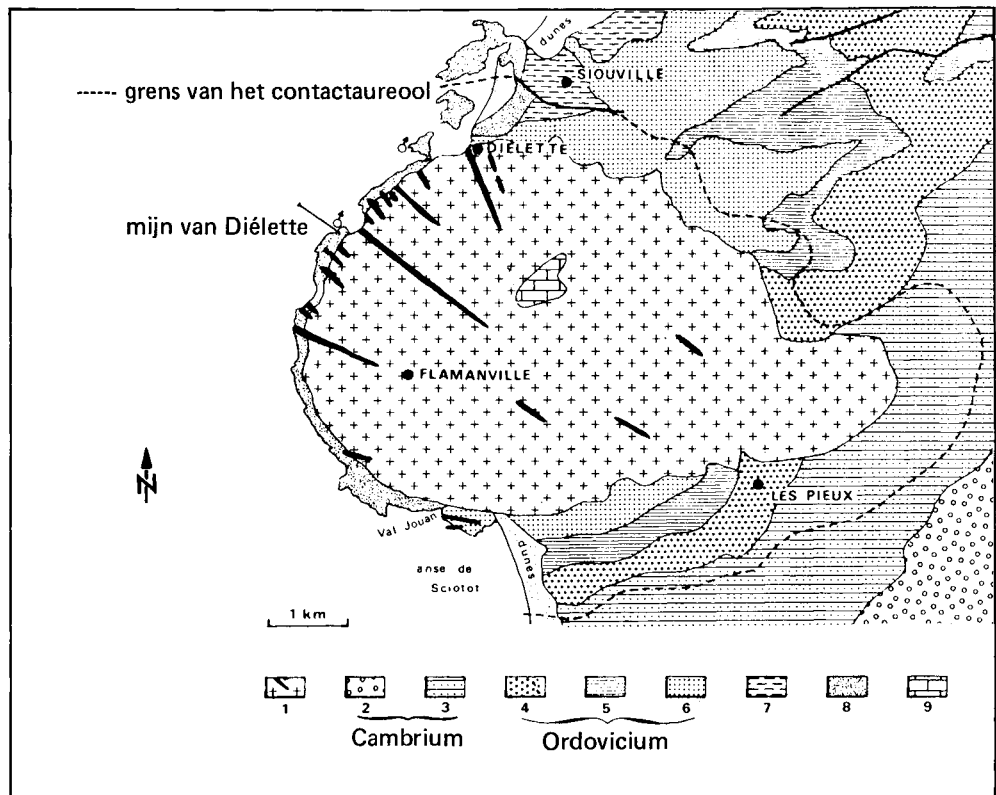 dunes
SIOUVILLE
----- grens van het contactaureool
DIÉLETTE
mijn van Diélette
FLAMANVILLE
N
LES PIEUX
Val Jouan
dunes
anse de
Sciotot
1 km
1 2 3 4 5 6 7 8 9
Cambrium Ordovicium